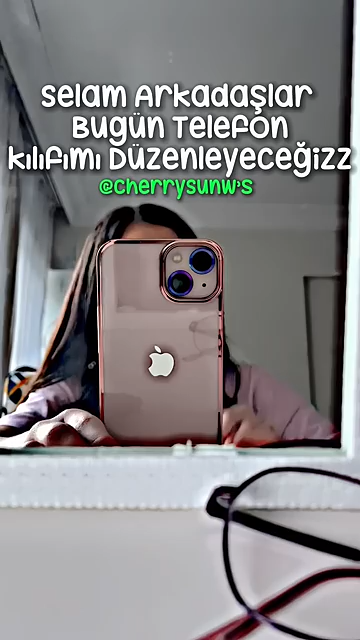 Selam Arkadaşlar
Bugün Telefon
kılıfımı Düzenleyeceğizz
@cherrysunw's